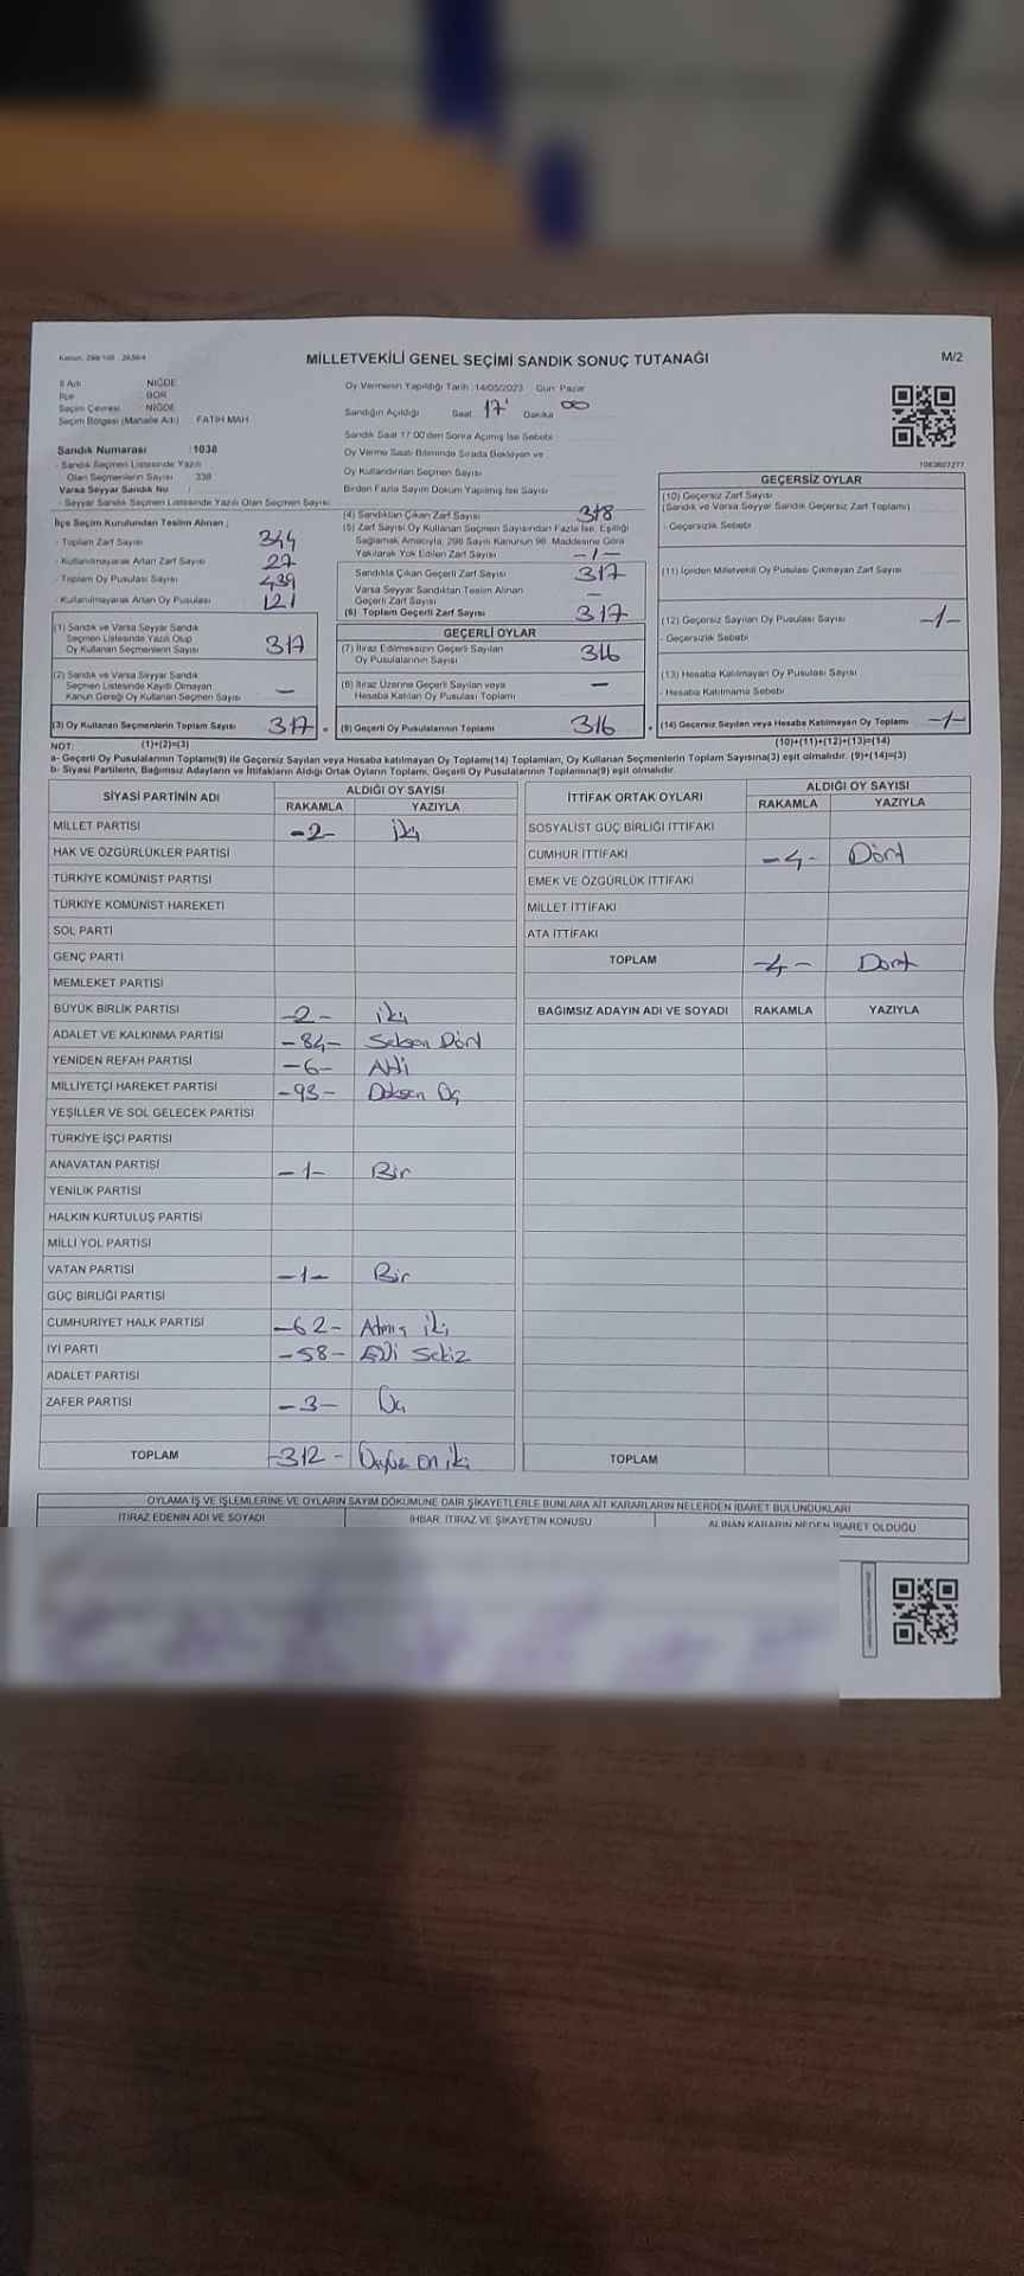 MİLLETVEKİLİ GENEL SEÇİMİ SANDIK SONUÇ TUTANAĞI
M/2
İl Adı NİĞDE
İlçe BOR
Seçim Çevresi NİĞDE
Seçim Bölgesi (Mahalle Adı) FATİH MAH.
Oy Vermenin Yapıldığı Tarih :14/05/2023 Gün: Pazar
Sandığın Açıldığı Saat 17 Dakika 00
Sandık Saat 17:00'den Sonra Açmış İse Sebebi
Oy Verme Saati Bitiminde Sırada Bekleyen ve
Oy Kullandırılan Seçmen Sayısı
Birden Fazla Sayım Döküm Yapılmış İse Sayısı
Sandık Numarası :1038
- Sandık Seçmen Listesinde Yazılı
Olan Seçmenlerin Sayısı : 338
Varsa Seyyar Sandık No :
- Seyyar Sandık Seçmen Listesinde Yazılı Olan Seçmen Sayısı
İlçe Seçim Kurulundan Teslim Alınan ;
- Toplam Zarf Sayısı 344
- Kullanılmayarak Artan Zarf Sayısı 27
- Toplam Oy Pusulası Sayısı 439
- Kullanılmayarak Artan Oy Pusulası 121
(1) Sandık ve Varsa Seyyar Sandık
Seçmen Listesinde Yazılı Olup
Oy Kullanan Seçmenlerin Sayısı 317
(2) Sandık ve Varsa Seyyar Sandık
Seçmen Listesinde Kaydı Olmayan
Kanun Gereği Oy Kullanan Seçmen Sayısı —
(3) Oy Kullanan Seçmenlerin Toplam Sayısı 317
(1)+(2)=(3)
(4) Sandıktan Çıkan Zarf Sayısı 318
(5) Zarf Sayısı Oy Kullanan Seçmen Sayısından Fazla İse, Eşitliği
Sağlamak Amacıyla, 298 Sayılı Kanunun 98. Maddesine Göre
Yakılarak Yok Edilen Zarf Sayısı -1-
Sandıkta Çıkan Geçerli Zarf Sayısı 317
Varsa Seyyar Sandıktan Teslim Alınan
Geçerli Zarf Sayısı —
(6) Toplam Geçerli Zarf Sayısı 317
GEÇERLİ OYLAR
(7) İtiraz Edilmeksizin Geçerli Sayılan
Oy Pusulalarının Sayısı 316
(8) İtiraz Üzerine Geçerli Sayılan veya
Hesaba Katılan Oy Pusulası Toplamı —
(9) Geçerli Oy Pusulalarının Toplamı 316
1083807277
GEÇERSİZ OYLAR
(10) Geçersiz Zarf Sayısı
(Sandık ve Varsa Seyyar Sandık Geçersiz Zarf Toplamı)
- Geçersizlik Sebebi
(11) İçinden Milletvekili Oy Pusulası Çıkmayan Zarf Sayısı
(12) Geçersiz Sayılan Oy Pusulası Sayısı -1-
- Geçersizlik Sebebi
(13) Hesaba Katılmayan Oy Pusulası Sayısı
- Hesaba Katılmama Sebebi
(14) Geçersiz Sayılan veya Hesaba Katılmayan Oy Toplamı -1-
(10)+(11)+(12)+(13)=(14)
NOT:
a- Geçerli Oy Pusulalarının Toplamı(9) ile Geçersiz Sayılan veya Hesaba katılmayan Oy Toplamı(14) Toplamları, Oy Kullanan Seçmenlerin Toplam Sayısına(3) eşit olmalıdır. (9)+(14)=(3)
b- Siyasi Partilerin, Bağımsız Adayların ve İttifakların Aldığı Ortak Oyların Toplamı, Geçerli Oy Pusulalarının Toplamına(9) eşit olmalıdır.
SİYASİ PARTİNİN ADI
ALDIĞI OY SAYISI
RAKAMLA YAZIYLA
MİLLET PARTİSİ -2- iki
HAK VE ÖZGÜRLÜKLER PARTİSİ
TÜRKİYE KOMÜNİST PARTİSİ
TÜRKİYE KOMÜNİST HAREKETİ
SOL PARTİ
GENÇ PARTİ
MEMLEKET PARTİSİ
BÜYÜK BİRLİK PARTİSİ -2- iki
ADALET VE KALKINMA PARTİSİ -84- Seksen Dört
YENİDEN REFAH PARTİSİ -6- Altı
MİLLİYETÇİ HAREKET PARTİSİ -93- Doksan Üç
YEŞİLLER VE SOL GELECEK PARTİSİ
TÜRKİYE İŞÇİ PARTİSİ
ANAVATAN PARTİSİ -1- Bir
YENİLİK PARTİSİ
HALKIN KURTULUŞ PARTİSİ
MİLLİ YOL PARTİSİ
VATAN PARTİSİ -1- Bir
GÜÇ BİRLİĞİ PARTİSİ
CUMHURİYET HALK PARTİSİ -62- Atmış iki
İYİ PARTİ -58- Elli Sekiz
ADALET PARTİSİ
ZAFER PARTİSİ -3- Üç
TOPLAM -312- Üçyüz on iki
İTTİFAK ORTAK OYLARI
ALDIĞI OY SAYISI
RAKAMLA YAZIYLA
SOSYALİST GÜÇ BİRLİĞİ İTTİFAKI
CUMHUR İTTİFAKI -4- Dört
EMEK VE ÖZGÜRLÜK İTTİFAKI
MİLLET İTTİFAKI
ATA İTTİFAKI
TOPLAM -4- Dört
BAĞIMSIZ ADAYIN ADI VE SOYADI RAKAMLA YAZIYLA
TOPLAM
OYLAMA İŞ VE İŞLEMLERİNE VE OYLARIN SAYIM DÖKÜMÜNE DAİR ŞİKAYETLERLE BUNLARA AİT KARARLARIN NELERDEN İBARET BULUNDUKLARI
İTİRAZ EDENİN ADI VE SOYADI
İHBAR, İTİRAZ VE ŞİKAYETİN KONUSU
ALINAN KARARIN NEDEN İBARET OLDUĞU